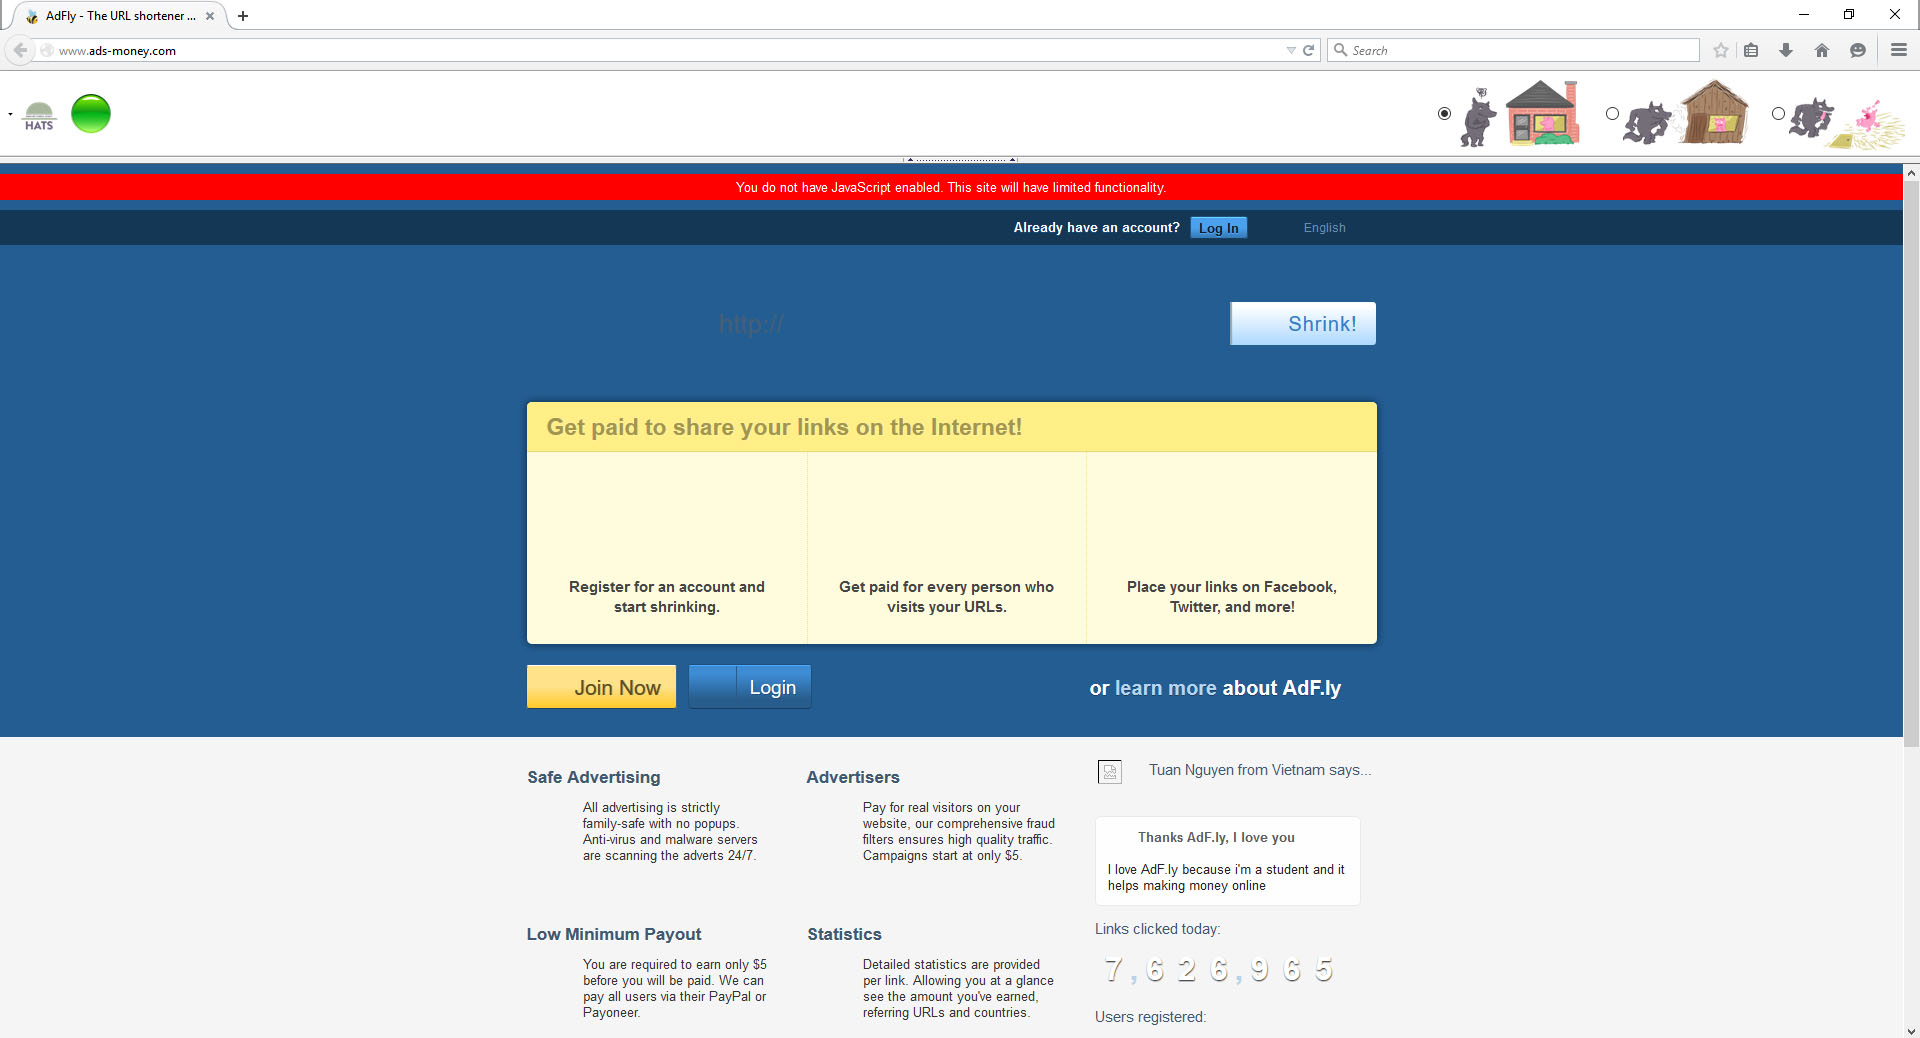 AdFly - The URL shortener ...
www.ads-money.com
Search
HATS
You do not have JavaScript enabled. This site will have limited functionality.
Already have an account?
Log In
English
http://
Shrink!
Get paid to share your links on the Internet!
Register for an account and
start shrinking.
Get paid for every person who
visits your URLs.
Place your links on Facebook,
Twitter, and more!
Join Now
Login
or learn more about AdF.ly
Safe Advertising
All advertising is strictly
family-safe with no popups.
Anti-virus and malware servers
are scanning the adverts 24/7.
Advertisers
Pay for real visitors on your
website, our comprehensive fraud
filters ensures high quality traffic.
Campaigns start at only $5.
Tuan Nguyen from Vietnam says...
Thanks AdF.ly, I love you
I love AdF.ly because i'm a student and it
helps making money online
Low Minimum Payout
You are required to earn only $5
before you will be paid. We can
pay all users via their PayPal or
Payoneer.
Statistics
Detailed statistics are provided
per link. Allowing you at a glance
see the amount you've earned,
referring URLs and countries.
Links clicked today:
7,626,965
Users registered: